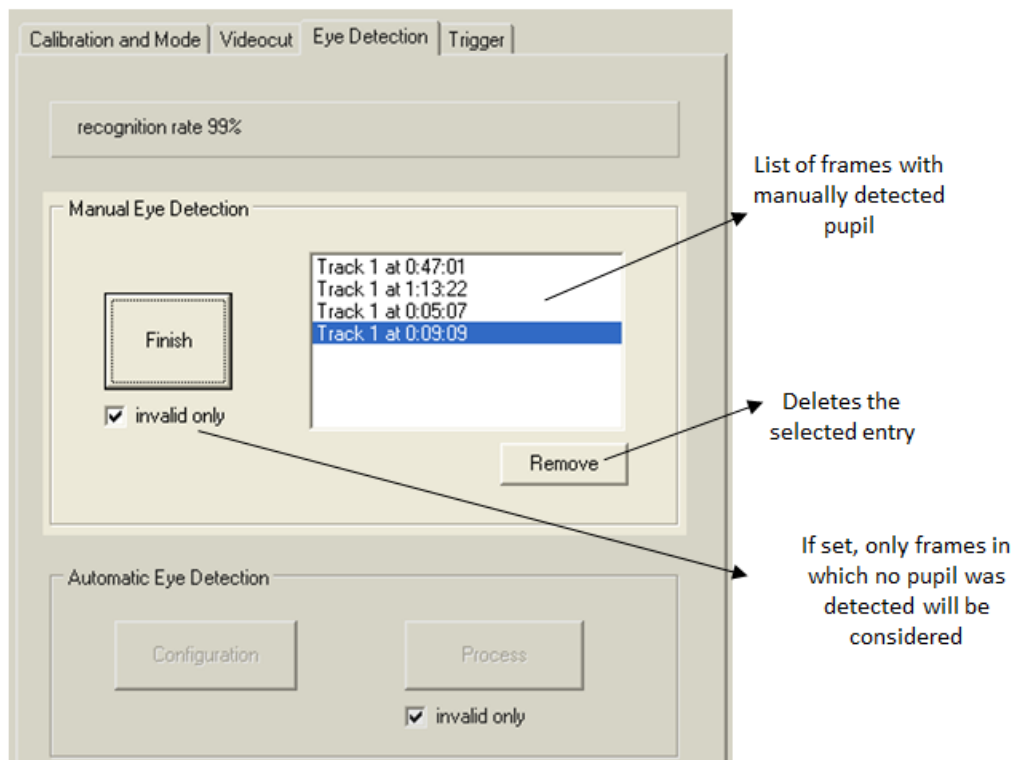 Calibration and Mode Videocut Eye Detection Trigger
recognition rate 99%
List of frames with
manually detected
pupil
Manual Eye Detection
Track 1 at 0:47:01
Track 1 at 1:13:22
Track 1 at 0:05:07
Track 1 at 0:09:09
Finish
invalid only
Deletes the
selected entry
Remove
If set, only frames in
which no pupil was
detected will be
considered
Automatic Eye Detection
Configuration
Process
invalid only